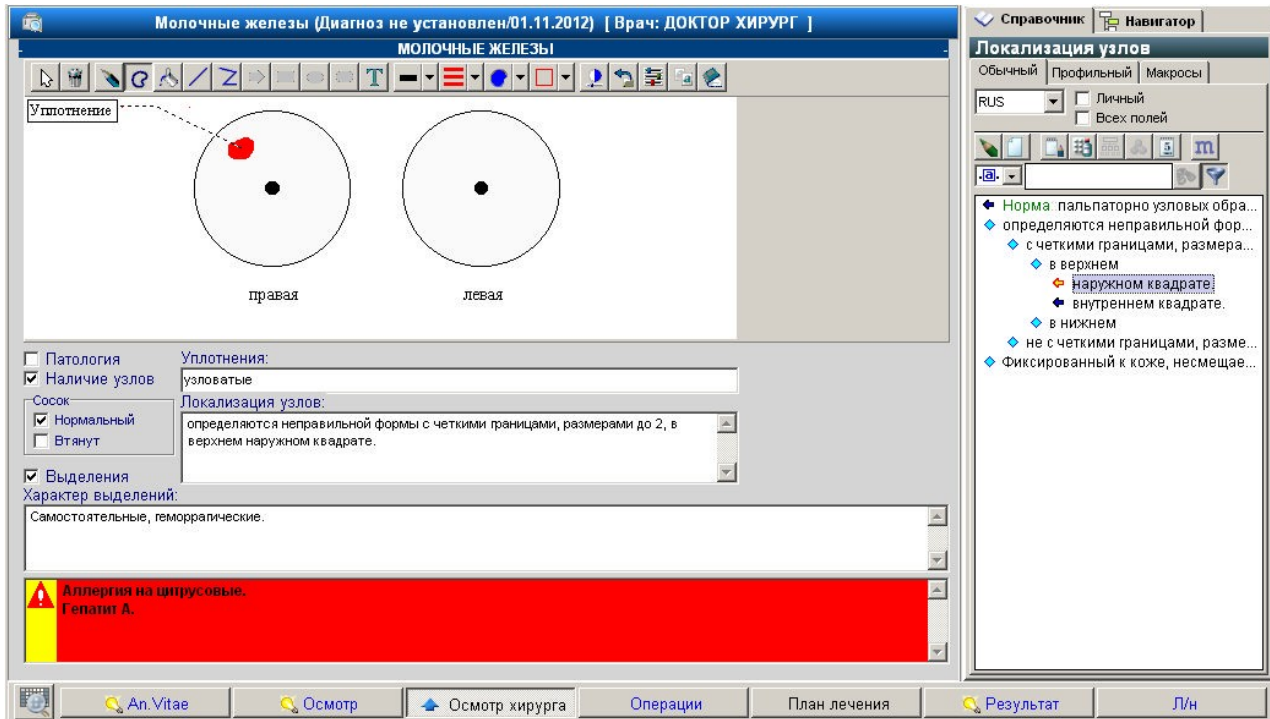 Молочные железы (Диагноз не установлен/01.11.2012) [ Врач: ДОКТОР ХИРУРГ ]
МОЛОЧНЫЕ ЖЕЛЕЗЫ
T
Уплотнение
правая
левая
Патология
Уплотнения:
Наличие узлов
узловатые
Сосок
Локализация узлов:
Нормальный
определяются неправильной формы с четкими границами, размерами до 2, в
верхнем наружном квадрате.
Втянут
Выделения
Характер выделений:
Самостоятельные, геморрагические.
Аллергия на цитрусовые.
Гепатит А.
Справочник
Навигатор
Локализация узлов
Обычный
Профильный
Макросы
RUS
Личный
Всех полей
5
m
.a.
Норма: пальпаторно узловых обра...
определяются неправильной фор...
с четкими границами, размера...
в верхнем
наружном квадрате.
внутреннем квадрате.
в нижнем
не с четкими границами, разме...
Фиксированный к коже, несмещае...
An.Vitae
Осмотр
Осмотр хирурга
Операции
План лечения
Результат
Л/н